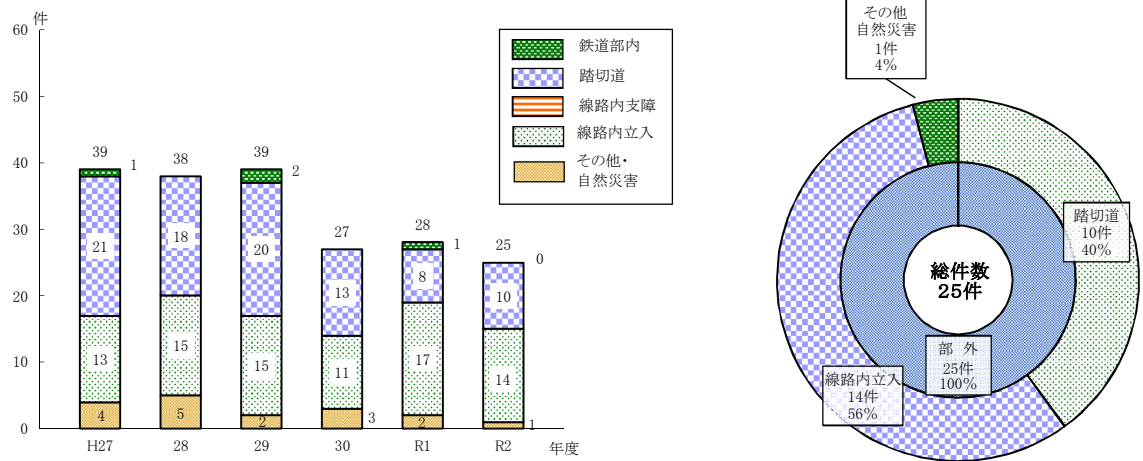 件
60
50
40
30
20
10
0
39
1
21
13
4
38
18
15
5
39
2
20
15
2
27
13
11
3
28
1
8
17
2
25
0
10
14
1
H27
28
29
30
R1
R2
年度
鉄道部内
踏切道
線路内支障
線路内立入
その他・
自然災害
その他
自然災害
1件
4%
踏切道
10件
40%
総件数
25件
部 外
25件
100%
線路内立入
14件
56%